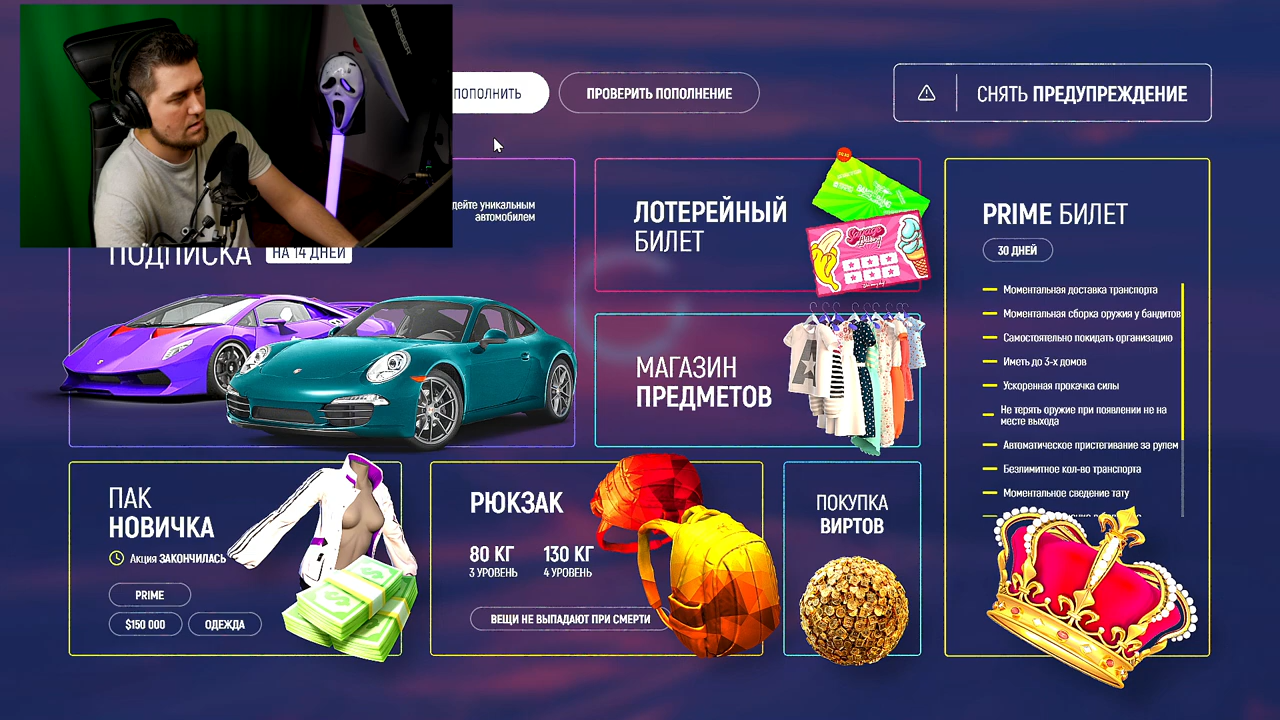 ПОПОЛНИТЬ
ПРОВЕРИТЬ ПОПОЛНЕНИЕ
СНЯТЬ ПРЕДУПРЕЖДЕНИЕ
уникальным
автомобилем
ПОДПИСКА НА 14 ДНЕЙ
ЛОТЕРЕЙНЫЙ
БИЛЕТ
МАГАЗИН
ПРЕДМЕТОВ
PRIME БИЛЕТ
30 ДНЕЙ
Моментальная доставка транспорта
Моментальная сборка оружия у бандитов
Самостоятельно покидать организацию
Иметь до 3-х домов
Ускоренная прокачка силы
Не терять оружие при появлении не на
месте выхода
Автоматическое пристегивание за рулем
Безлимитное кол-во транспорта
Моментальное сведение тату
ПАК
НОВИЧКА
Акция ЗАКОНЧИЛАСЬ
PRIME
$150 000
ОДЕЖДА
РЮКЗАК
80 КГ 130 КГ
3 УРОВЕНЬ 4 УРОВЕНЬ
ВЕЩИ НЕ ВЫПАДАЮТ ПРИ СМЕРТИ
ПОКУПКА
ВИРТОВ